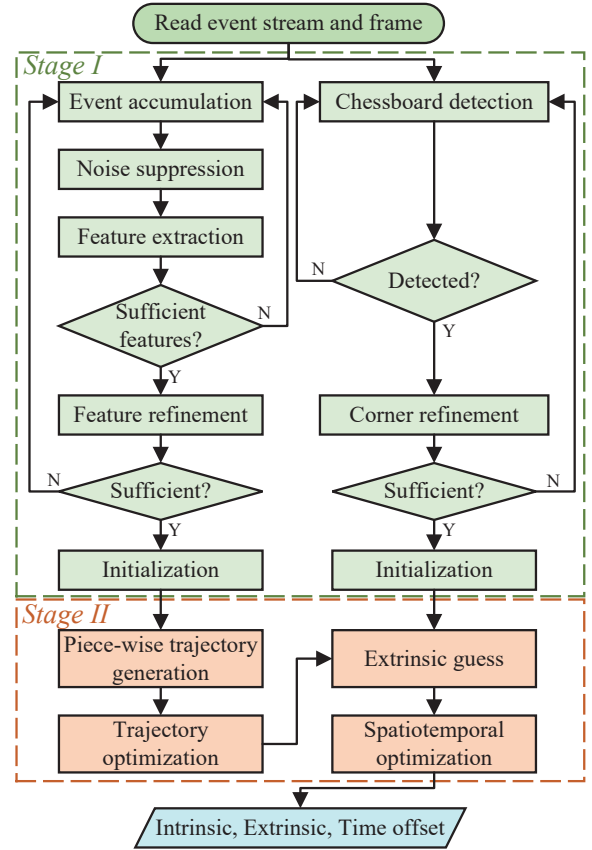 Read event stream and frame
Stage I
Event accumulation
Chessboard detection
Noise suppression
Feature extraction
Sufficient
features?
N
Detected?
N
Y
Y
Feature refinement
Corner refinement
Sufficient?
N
Y
Sufficient?
N
Y
Initialization
Initialization
Stage II
Piece-wise trajectory
generation
Extrinsic guess
Trajectory
optimization
Spatiotemporal
optimization
Intrinsic, Extrinsic, Time offset